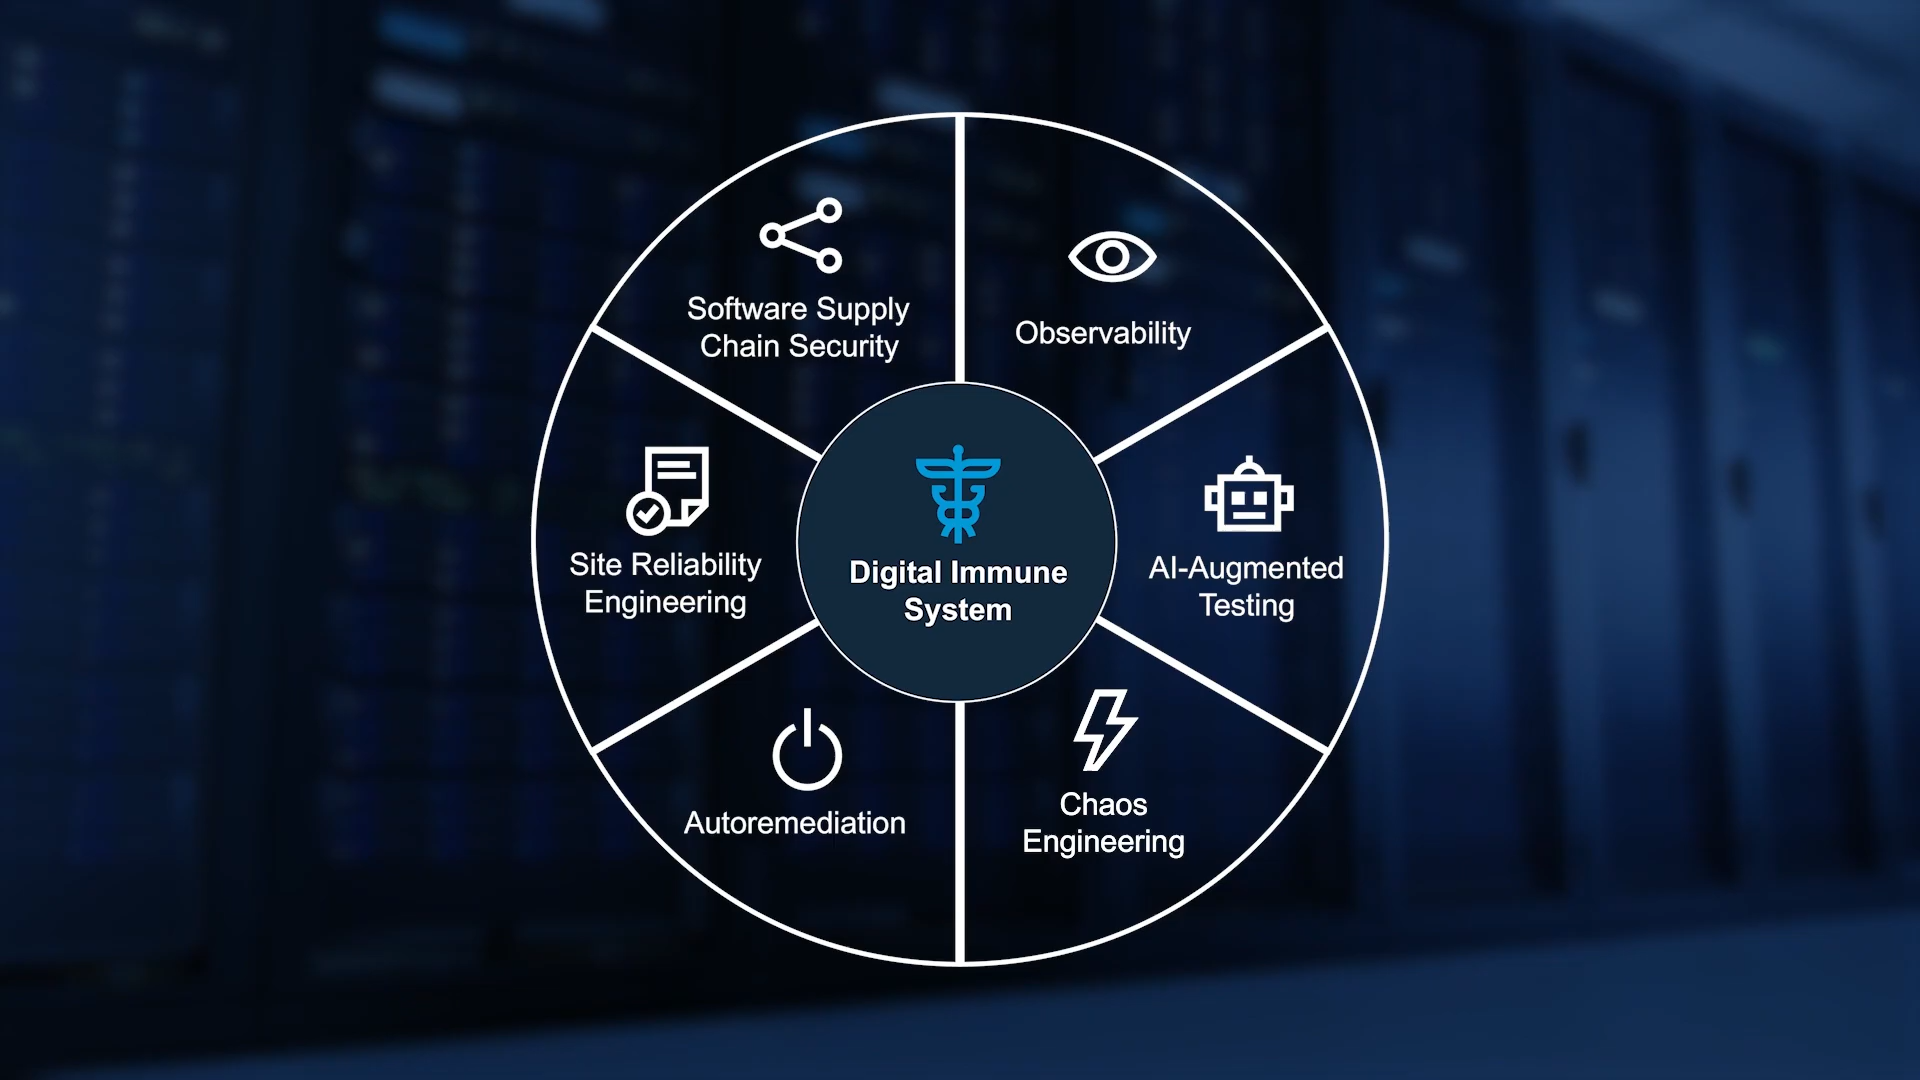 Software Supply
Chain Security
Observability
Site Reliability
Engineering
Digital Immune
System
AI-Augmented
Testing
Autoremediation
Chaos
Engineering